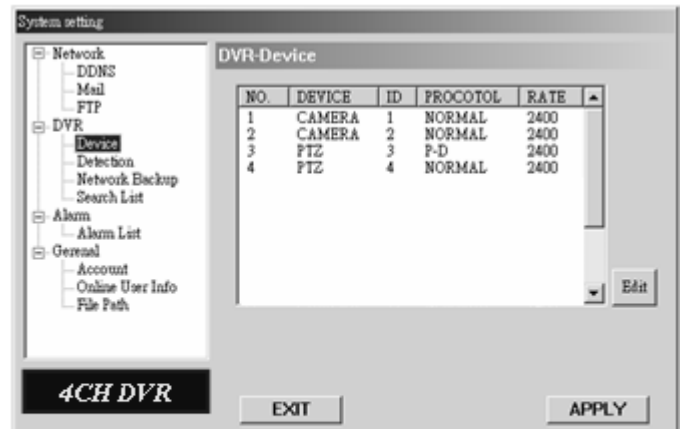 System setting
Network
DDNS
Mail
FTP
DVR
Device
Detection
Network Backup
Search List
Alarm
Alarm List
Gerenal
Account
Online User Info
File Path
4CH DVR
DVR-Device
NO. DEVICE ID PROCOTOL RATE
1 CAMERA 1 NORMAL 2400
2 CAMERA 2 NORMAL 2400
3 PTZ 3 P-D 2400
4 PTZ 4 NORMAL 2400
Edit
EXIT APPLY